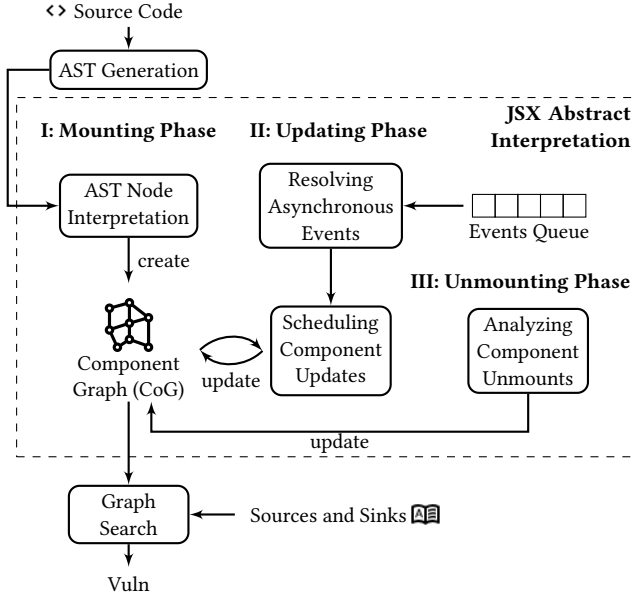 <> Source Code
AST Generation
JSX Abstract
Interpretation
I: Mounting Phase
II: Updating Phase
AST Node
Interpretation
Resolving
Asynchronous
Events
Events Queue
create
III: Unmounting Phase
Component
Graph (CoG)
update
Scheduling
Component
Updates
Analyzing
Component
Unmounts
update
Graph
Search
Sources and Sinks
Vuln